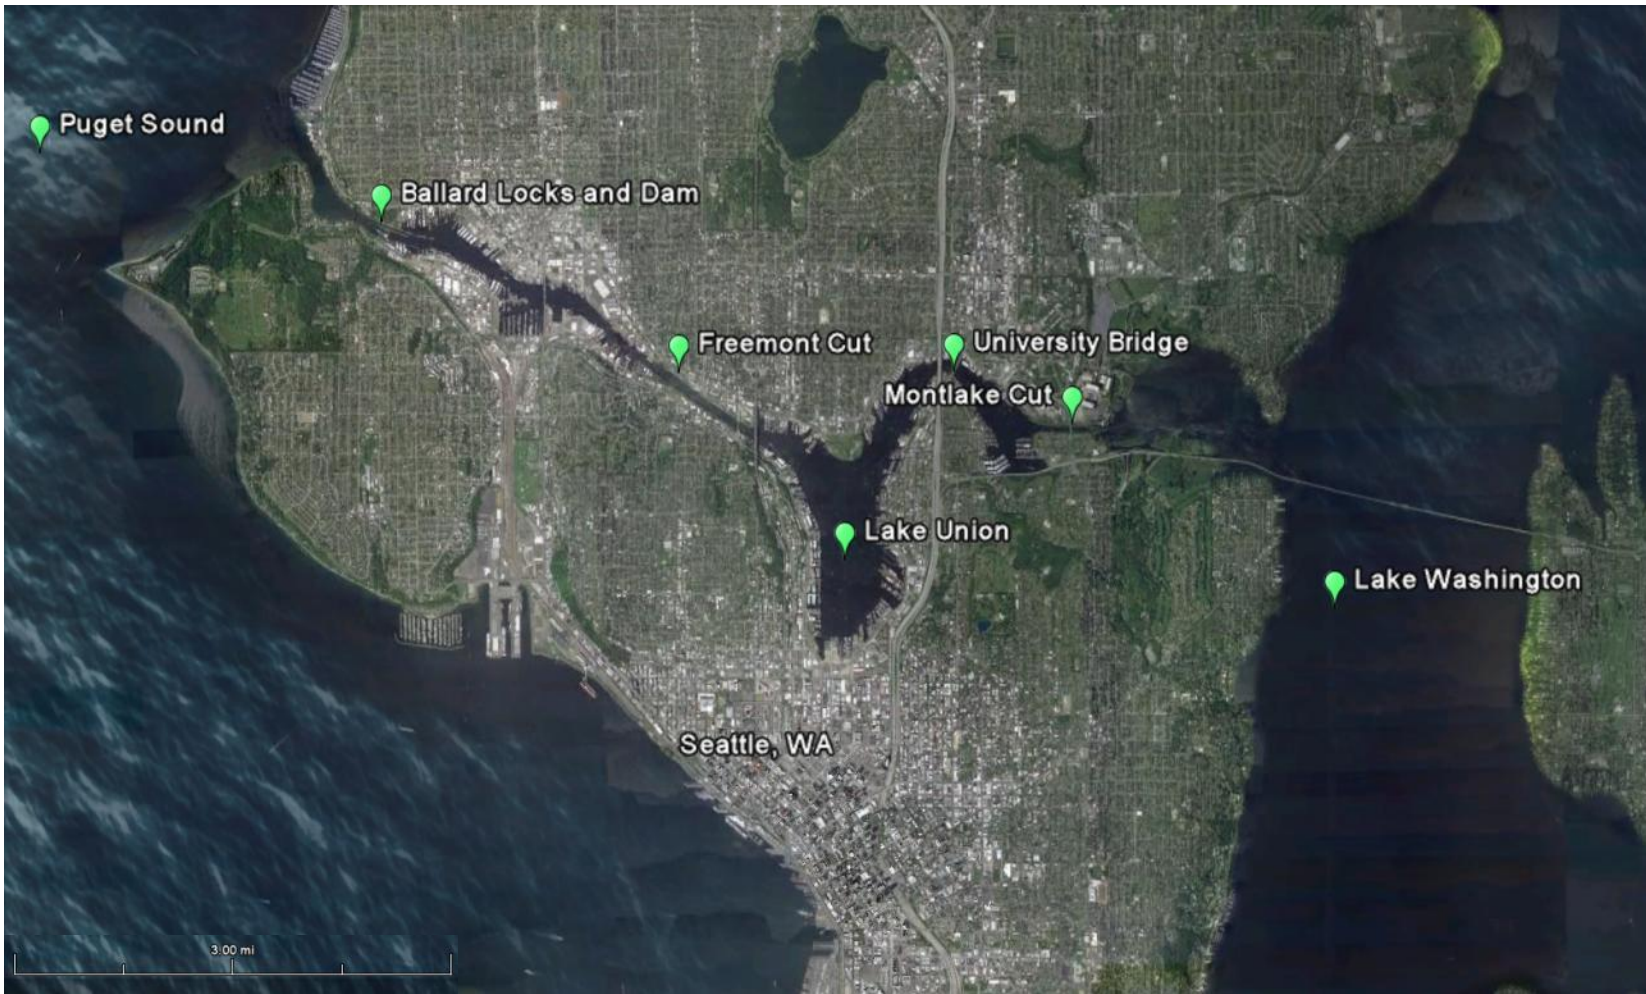 Puget Sound
Ballard Locks and Dam
Freemont Cut
University Bridge
Montlake Cut
Lake Union
Lake Washington
Seattle, WA
3.00 mi